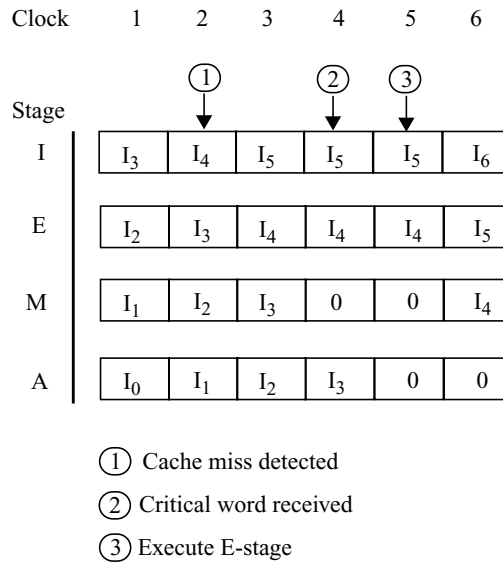 Clock 1 2 3 4 5 6
1 2 3
Stage
I I3 I4 I5 I5 I5 I6
E I2 I3 I4 I4 I4 I5
M I1 I2 I3 0 0 I4
A I0 I1 I2 I3 0 0
1 Cache miss detected
2 Critical word received
3 Execute E-stage